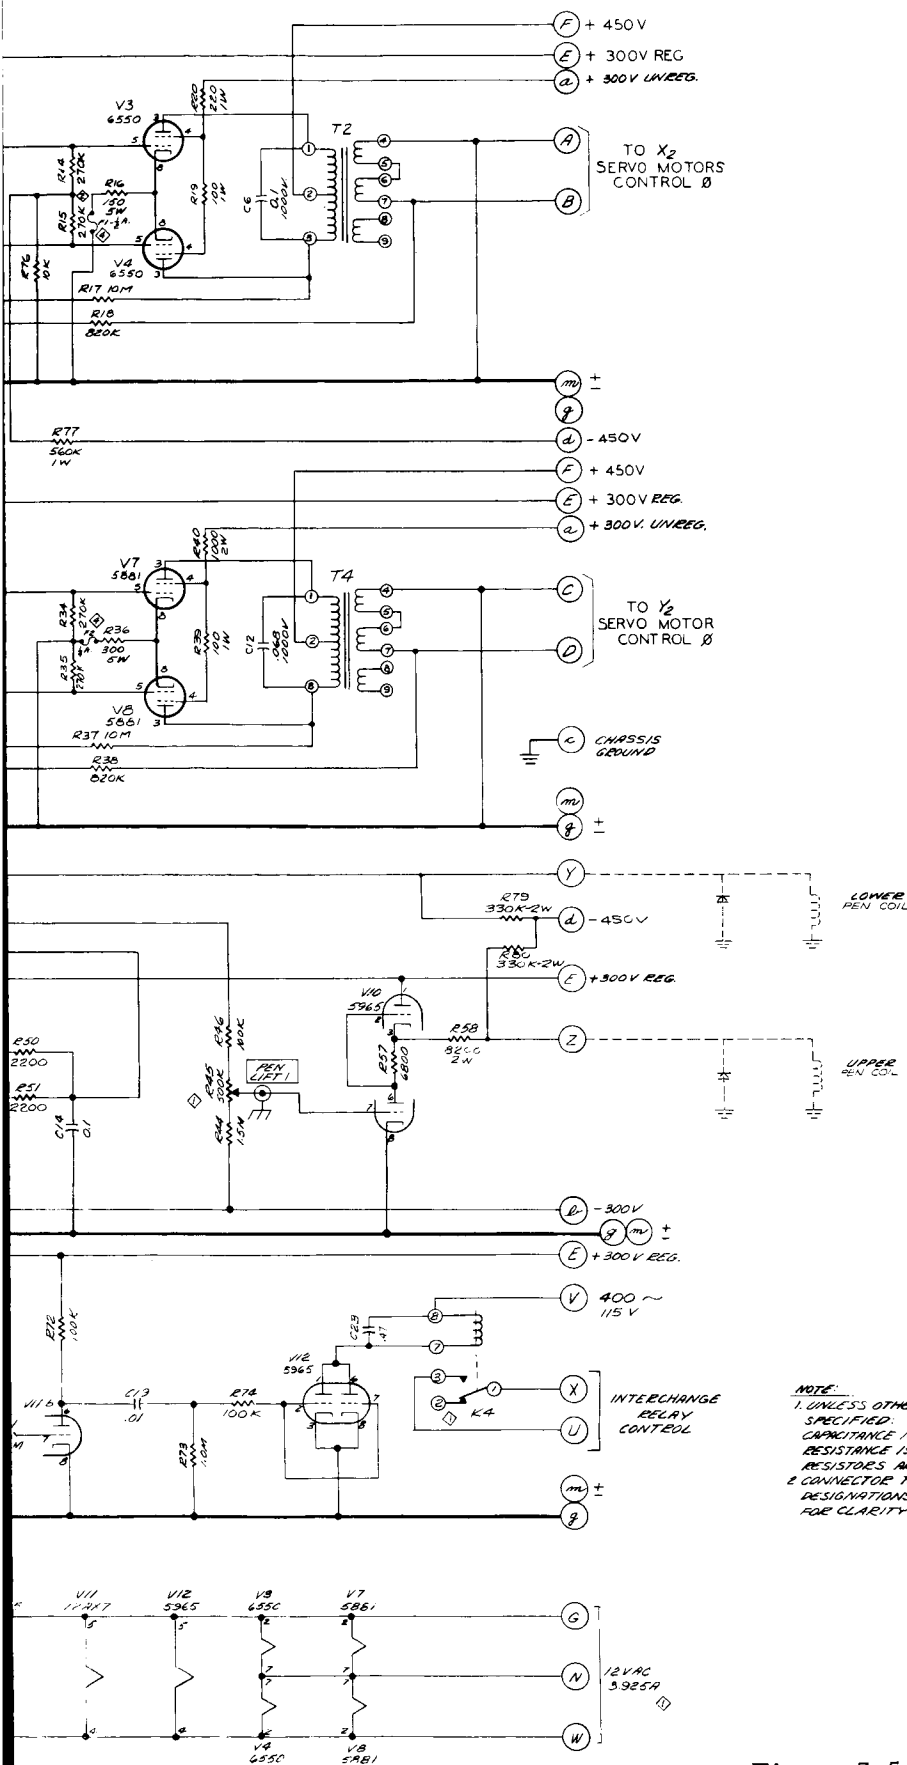 F + 450V
E + 300V REG
a + 300V UNREG.
V3
6550
R20
220
1W
T2
R14
270K
R16
150
5W
R19
100
1W
C6
0.1
1000V
A
B
TO X2
SERVO MOTORS
CONTROL Ø
R15
270K
R76
10K
V4
6550
R17 10M
R18
820K
m ±
g
R77
560K
1W
d -450V
F + 450V
E + 300V REG.
a + 300V. UNREG.
V7
5881
R40
1000
2W
T4
R34
270K
R36
300
5W
R39
100
1W
C12
.068
1000V
C
D
TO Y2
SERVO MOTOR
CONTROL Ø
R35
270K
V8
5881
R37 10M
R38
820K
c CHASSIS
GROUND
m
g ±
Y
LOWER
PEN COIL
R79
330K-2W
d -450V
R80
330K-2W
E +300V REG.
V10
5965
R46
100K
R50
2200
R58
8200
2W
Z
R57
6800
UPPER
PEN COIL
R51
2200
R45
500K
PEN
LIFT 1
C14
0.1
R44
1.5M
b -300V
g m ±
E +300V REG.
V 400 ~
115 V
R72
100K
C23
.47
V12
5965
V11b
C13
.01
R74
100K
K4
X
U
INTERCHANGE
RELAY
CONTROL
R73
1.0M
m ±
g
NOTE:
1. UNLESS OTHE
SPECIFIED:
CAPACITANCE I
RESISTANCE IS
RESISTORS A
2 CONNECTOR T
DESIGNATIONS
FOR CLARITY
V11
12AX7
V12
5965
V3
6550
V7
5881
G
N
W
12VAC
3.925A
V4
6550
V8
5881